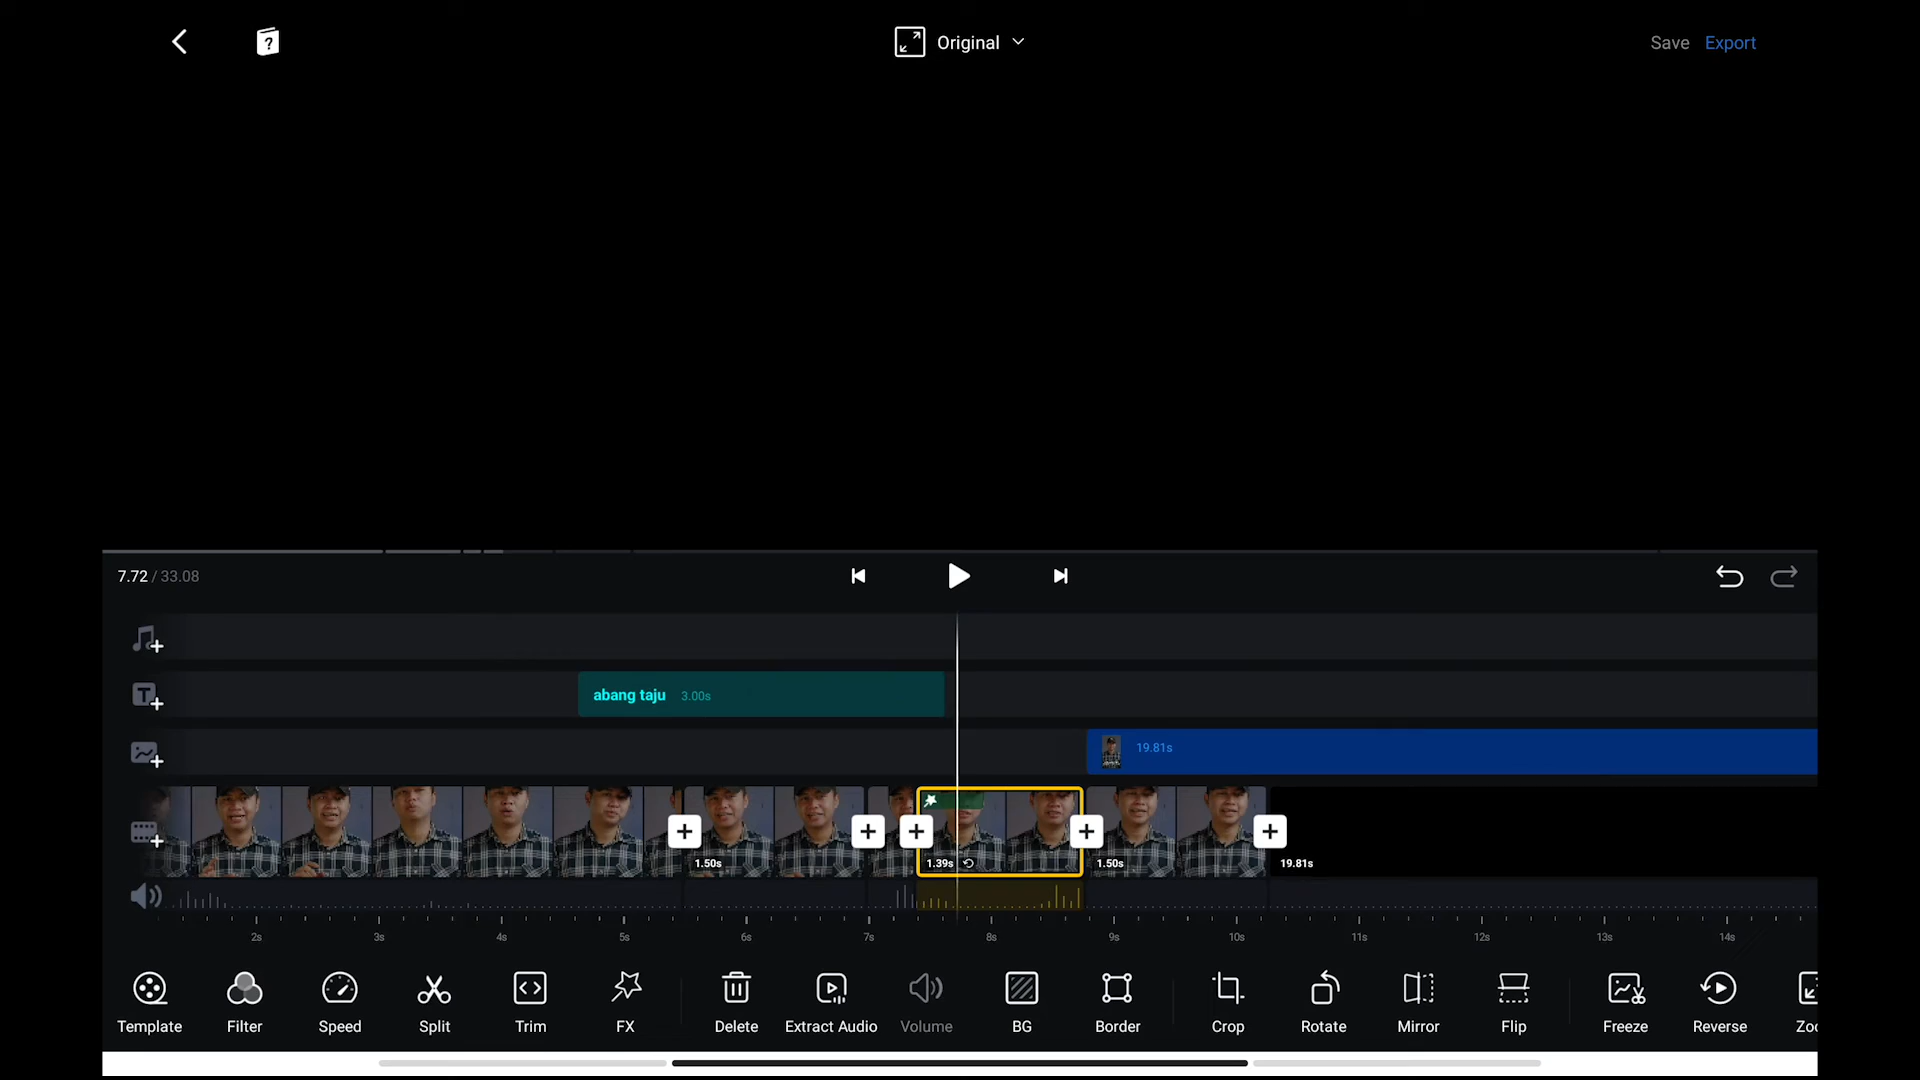 ?
Original
Save
Export
7.72 / 33.08
T
abang taju 3.00s
19.81s
1.50s
1.39s
1.50s
19.81s
2s 3s 4s 5s 6s 7s 8s 9s 10s 11s 12s 13s 14s
Template Filter Speed Split Trim FX Delete Extract Audio Volume BG Border Crop Rotate Mirror Flip Freeze Reverse Zoo